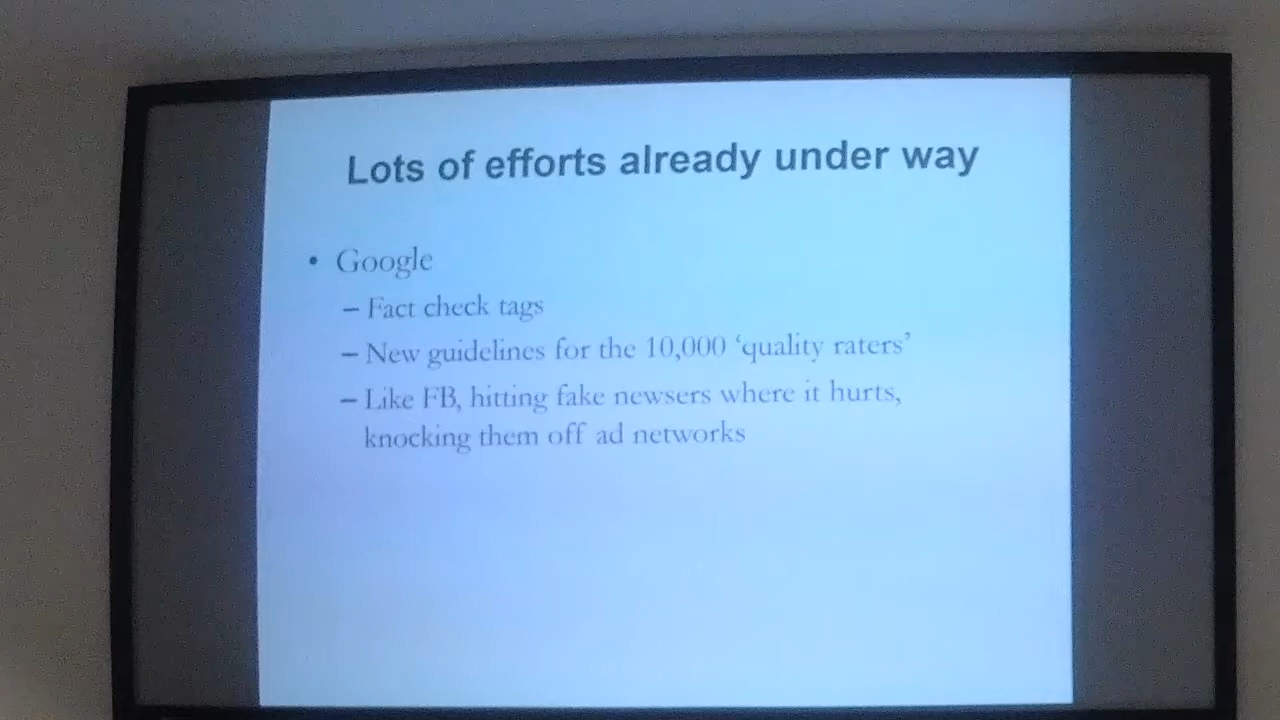 Lots of efforts already under way
• Google
– Fact check tags
– New guidelines for the 10,000 ‘quality raters’
– Like FB, hitting fake newsers where it hurts,
knocking them off ad networks